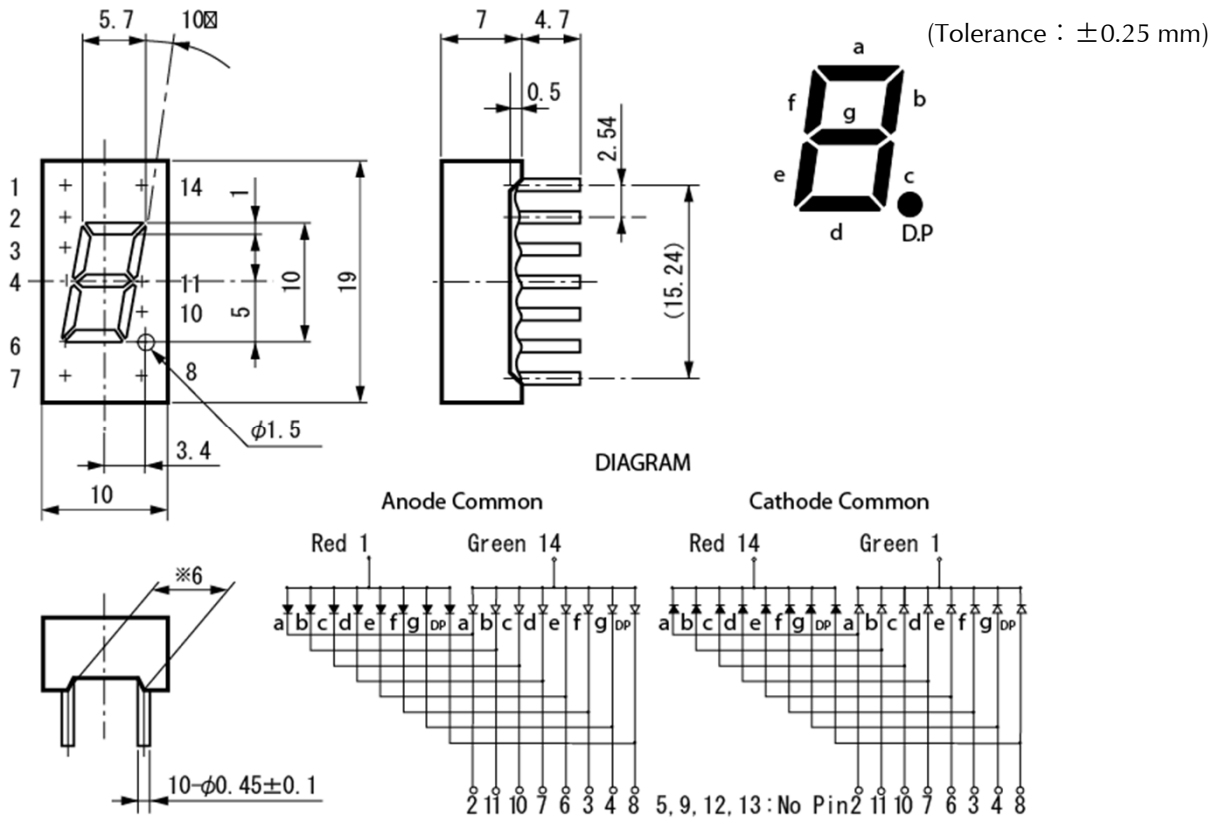 5.7 10 7 4.7 (Tolerance : ±0.25 mm)
a
0.5
f g b
2.54
e c
d D.P
1 14
2
3
4 11
10
6
7 8
1
10
5
19
(15.24)
φ1.5
3.4
10
DIAGRAM
Anode Common Cathode Common
Red 1 Green 14 Red 14 Green 1
※6
a b c d e f g DP a b c d e f g DP a b c d e f g DP a b c d e f g DP
10-φ0.45±0.1
2 11 10 7 6 3 4 8 5, 9, 12, 13:No Pin 2 11 10 7 6 3 4 8